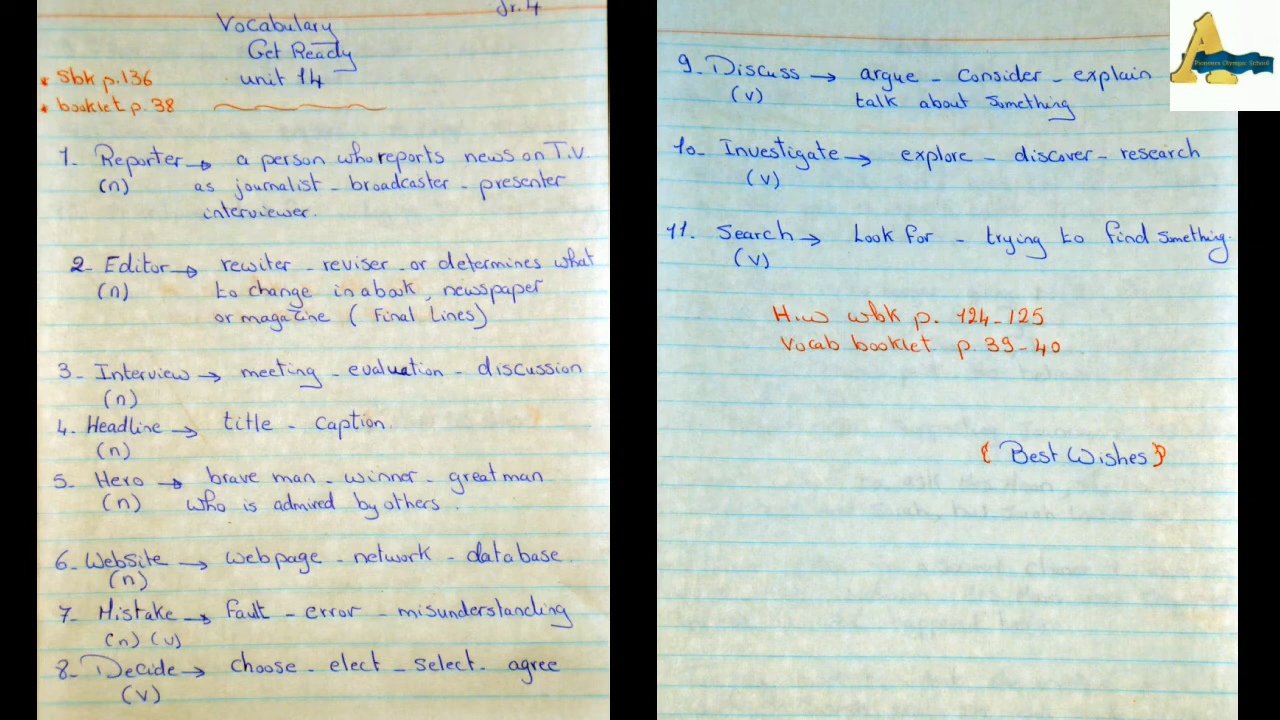 Jr. 4
Vocabulary
Get Ready
unit 14
* Sbk p.136
* booklet p. 38
1. Reporter → a person who reports news on T.V.
(n) as journalist - broadcaster - presenter
interviewer.
2- Editor → rewiter - reviser - or determines what
(n) to change in a book, newspaper
or magazine ( Final Lines)
3- Interview → meeting - evaluation - discussion
(n)
4- Headline → title - caption.
(n)
5- Hero → brave man - winner - great man
(n) who is admired by others.
6- Website → webpage - network - database.
(n)
7- Mistake → fault - error - misunderstanding
(n) (v)
8- Decide → choose - elect - select - agree
(v)
9- Discuss → argue - consider - explain
(v) talk about something
10- Investigate → explore - discover - research
(v)
11. Search → Look for - trying to find something.
(v)
H.w wbk p. 124-125
Vocab booklet p. 39-40
{ Best Wishes }
A
Pioneers Olympic School